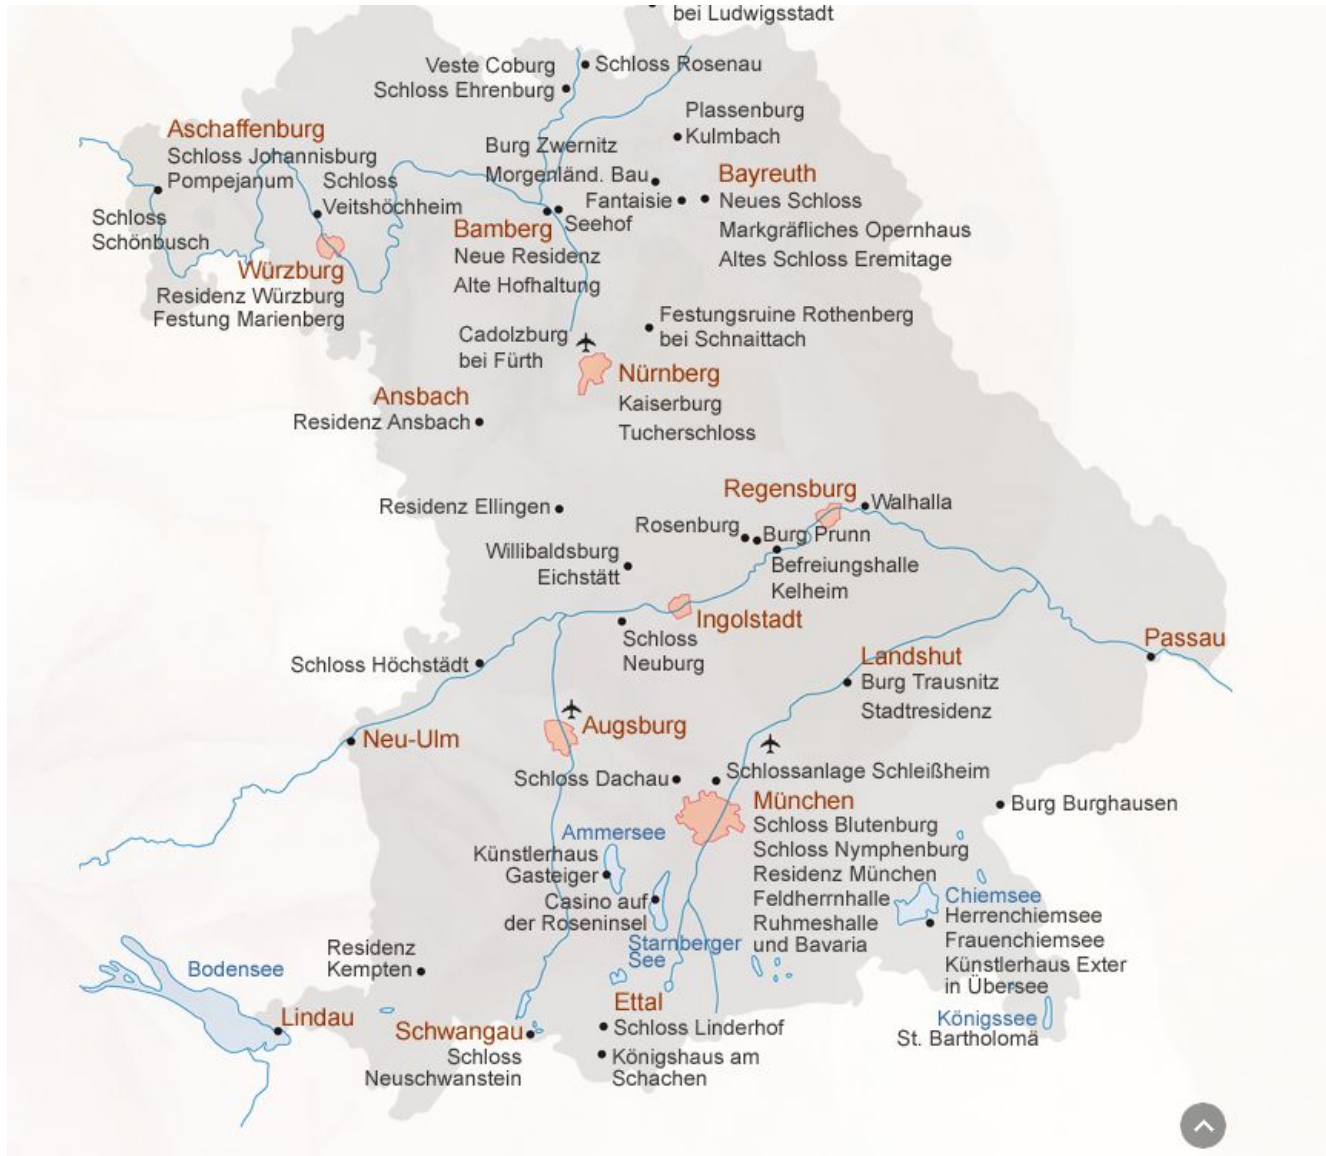 bei Ludwigsstadt
Veste Coburg
Schloss Rosenau
Schloss Ehrenburg
Plassenburg
Kulmbach
Aschaffenburg
Schloss Johannisburg
Pompejanum
Schloss
Veitshöchheim
Schloss
Schönbusch
Burg Zwernitz
Morgenländ. Bau
Fantaisie
Bayreuth
Neues Schloss
Markgräfliches Opernhaus
Altes Schloss Eremitage
Seehof
Bamberg
Neue Residenz
Alte Hofhaltung
Würzburg
Residenz Würzburg
Festung Marienberg
Festungsruine Rothenberg
bei Schnaittach
Cadolzburg
bei Fürth
Nürnberg
Kaiserburg
Tucherschloss
Ansbach
Residenz Ansbach
Regensburg
Walhalla
Residenz Ellingen
Rosenburg
Burg Prunn
Willibaldsburg
Eichstätt
Befreiungshalle
Kelheim
Ingolstadt
Schloss
Neuburg
Passau
Schloss Höchstädt
Landshut
Burg Trausnitz
Stadtresidenz
Neu-Ulm
Augsburg
Schloss Dachau
Schlossanlage Schleißheim
München
Schloss Blutenburg
Schloss Nymphenburg
Residenz München
Feldherrnhalle
Ruhmeshalle
und Bavaria
Burg Burghausen
Ammersee
Künstlerhaus
Gasteiger
Casino auf
der Roseninsel
Starnberger
See
Chiemsee
Herrenchiemsee
Frauenchiemsee
Künstlerhaus Exter
in Übersee
Königssee
St. Bartholomä
Residenz
Kempten
Bodensee
Lindau
Schwangau
Schloss
Neuschwanstein
Ettal
Schloss Linderhof
Königshaus am
Schachen